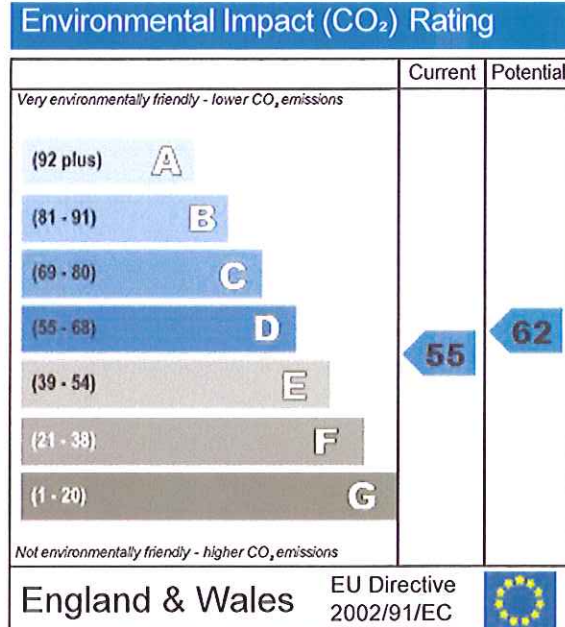 Environmental Impact (CO₂) Rating
Current Potential
Very environmentally friendly - lower CO₂ emissions
(92 plus) A
(81 - 91) B
(69 - 80) C
(55 - 68) D
(39 - 54) E
(21 - 38) F
(1 - 20) G
55 62
Not environmentally friendly - higher CO₂ emissions
England & Wales
EU Directive
2002/91/EC